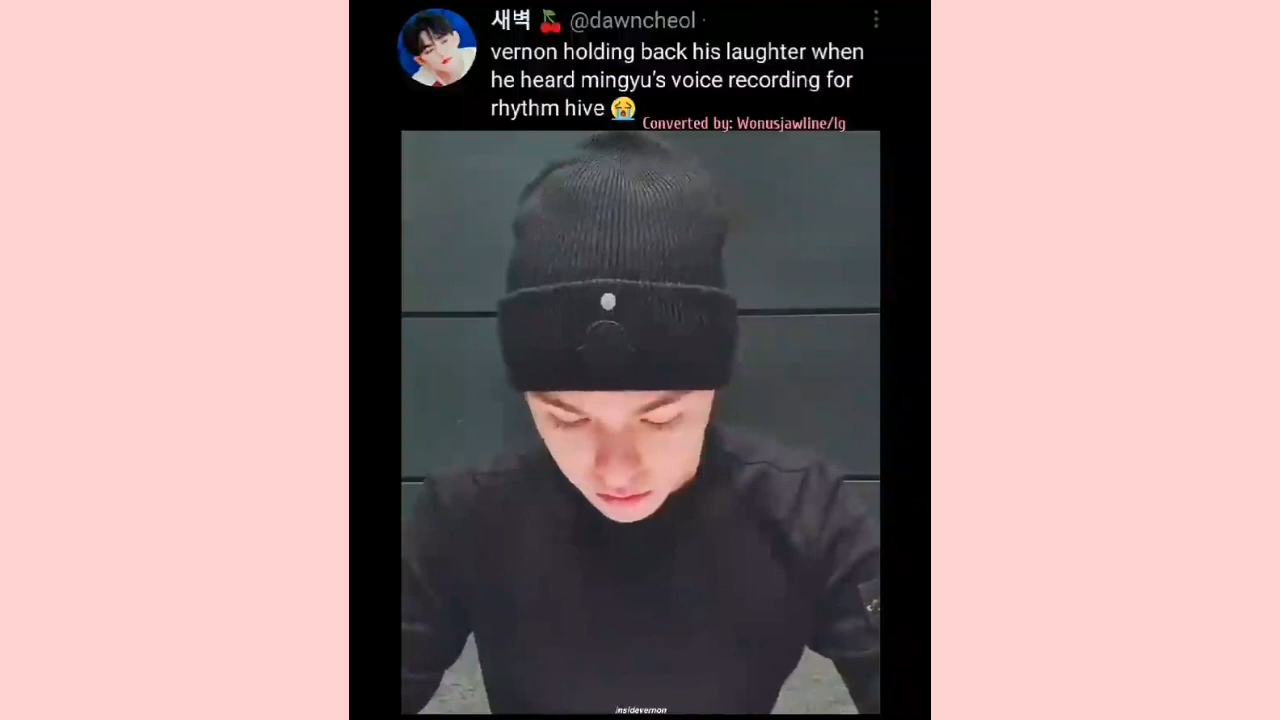 새벽 🍒 @dawncheol ·
vernon holding back his laughter when
he heard mingyu's voice recording for
rhythm hive 😭
Converted by: Wonusjawline/Ig
insidevernon